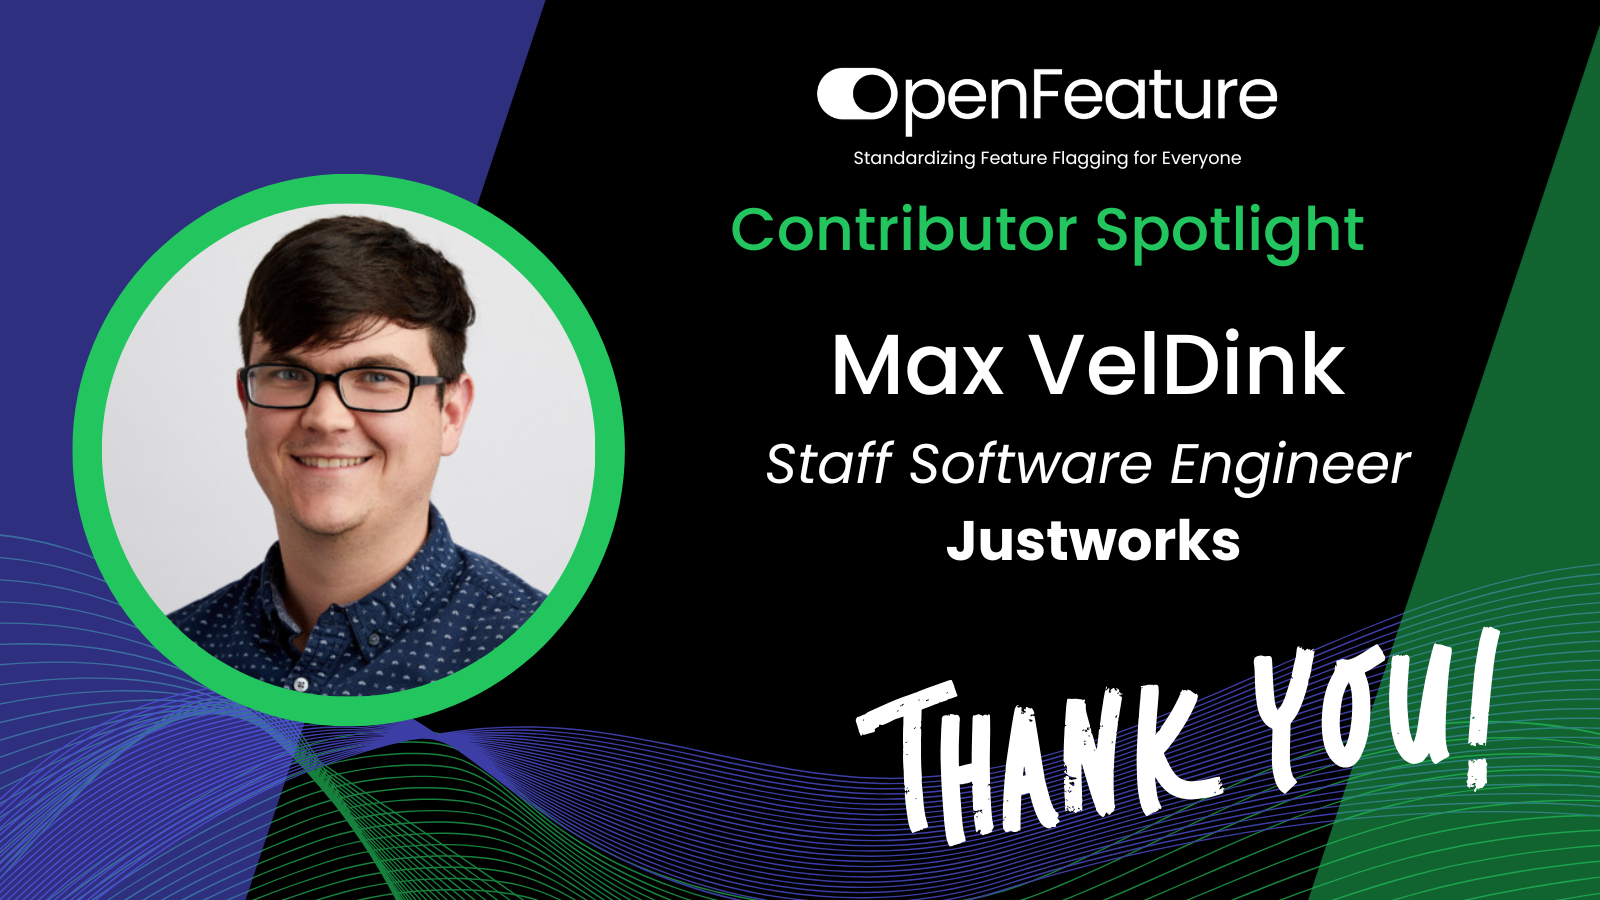 OpenFeature
Standardizing Feature Flagging for Everyone
Contributor Spotlight
Max VelDink
Staff Software Engineer
Justworks
THANK YOU!